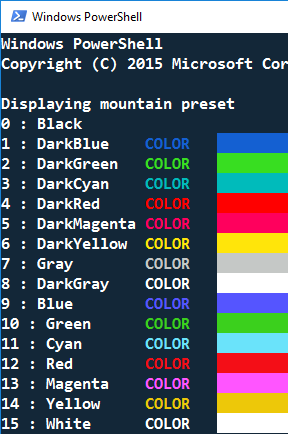 Windows PowerShell
Windows PowerShell
Copyright (C) 2015 Microsoft Cor
Displaying mountain preset
0 : Black
1 : DarkBlue COLOR
2 : DarkGreen COLOR
3 : DarkCyan COLOR
4 : DarkRed COLOR
5 : DarkMagenta COLOR
6 : DarkYellow COLOR
7 : Gray COLOR
8 : DarkGray COLOR
9 : Blue COLOR
10 : Green COLOR
11 : Cyan COLOR
12 : Red COLOR
13 : Magenta COLOR
14 : Yellow COLOR
15 : White COLOR